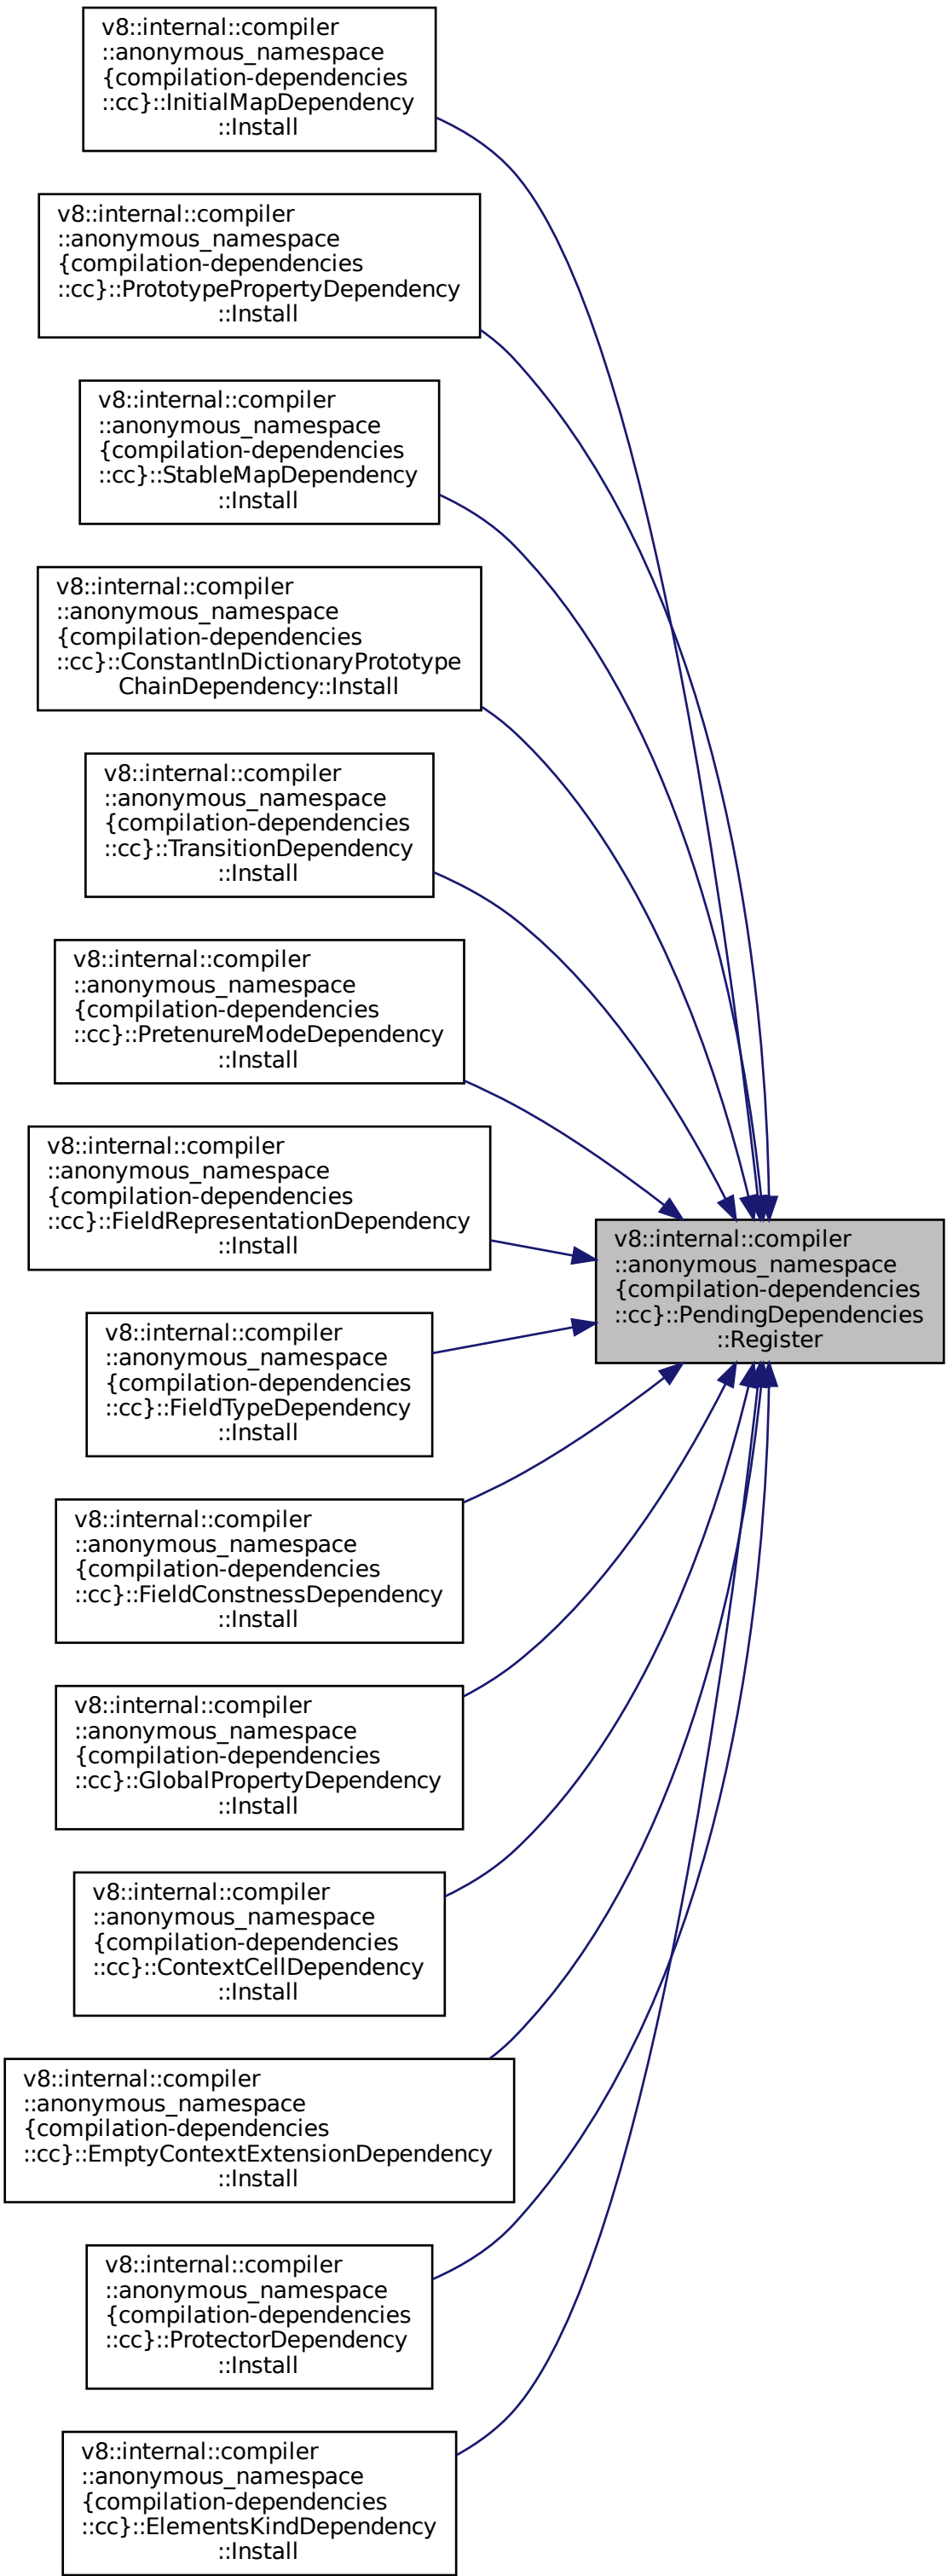 v8::internal::compiler
::anonymous_namespace
{compilation-dependencies
::cc}::InitialMapDependency
::Install
v8::internal::compiler
::anonymous_namespace
{compilation-dependencies
::cc}::PrototypePropertyDependency
::Install
v8::internal::compiler
::anonymous_namespace
{compilation-dependencies
::cc}::StableMapDependency
::Install
v8::internal::compiler
::anonymous_namespace
{compilation-dependencies
::cc}::ConstantInDictionaryPrototype
ChainDependency::Install
v8::internal::compiler
::anonymous_namespace
{compilation-dependencies
::cc}::TransitionDependency
::Install
v8::internal::compiler
::anonymous_namespace
{compilation-dependencies
::cc}::PretenureModeDependency
::Install
v8::internal::compiler
::anonymous_namespace
{compilation-dependencies
::cc}::FieldRepresentationDependency
::Install
v8::internal::compiler
::anonymous_namespace
{compilation-dependencies
::cc}::PendingDependencies
::Register
v8::internal::compiler
::anonymous_namespace
{compilation-dependencies
::cc}::FieldTypeDependency
::Install
v8::internal::compiler
::anonymous_namespace
{compilation-dependencies
::cc}::FieldConstnessDependency
::Install
v8::internal::compiler
::anonymous_namespace
{compilation-dependencies
::cc}::GlobalPropertyDependency
::Install
v8::internal::compiler
::anonymous_namespace
{compilation-dependencies
::cc}::ContextCellDependency
::Install
v8::internal::compiler
::anonymous_namespace
{compilation-dependencies
::cc}::EmptyContextExtensionDependency
::Install
v8::internal::compiler
::anonymous_namespace
{compilation-dependencies
::cc}::ProtectorDependency
::Install
v8::internal::compiler
::anonymous_namespace
{compilation-dependencies
::cc}::ElementsKindDependency
::Install